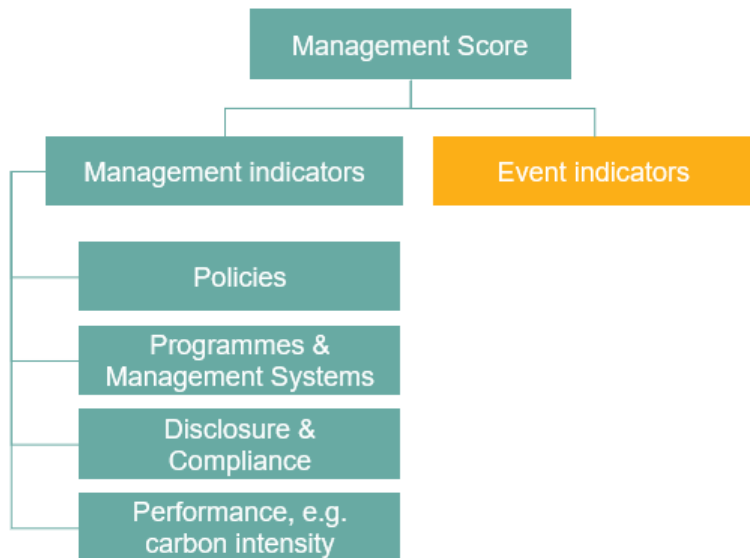 Management Score
Management indicators
Event indicators
Policies
Programmes &
Management Systems
Disclosure &
Compliance
Performance, e.g.
carbon intensity